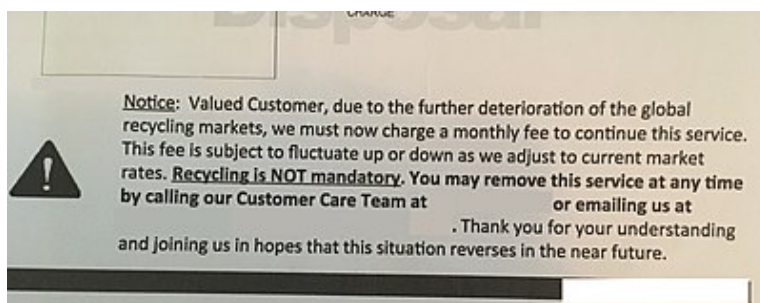 Disposal
CHARGE
Notice: Valued Customer, due to the further deterioration of the global
recycling markets, we must now charge a monthly fee to continue this service.
This fee is subject to fluctuate up or down as we adjust to current market
rates. Recycling is NOT mandatory. You may remove this service at any time
by calling our Customer Care Team at or emailing us at
. Thank you for your understanding
and joining us in hopes that this situation reverses in the near future.